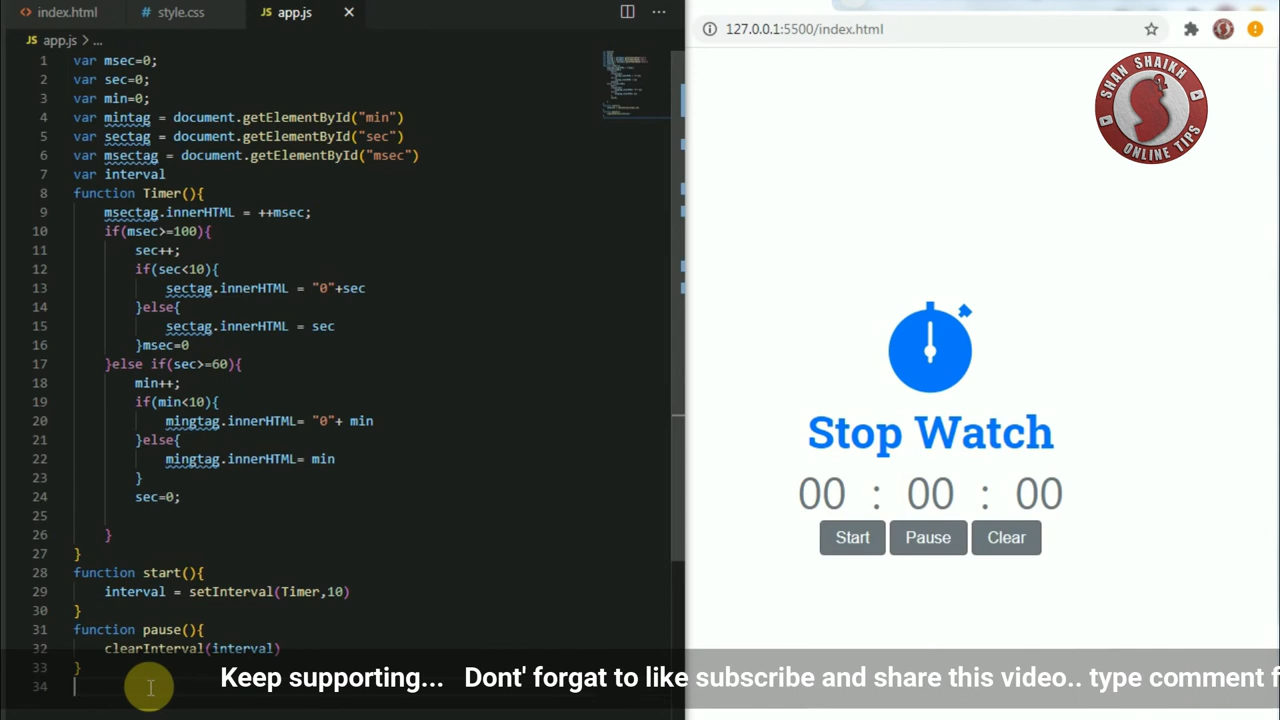 index.html
# style.css
JS app.js
JS app.js > ...
1 var msec=0;
2 var sec=0;
3 var min=0;
4 var mintag = document.getElementById("min")
5 var sectag = document.getElementById("sec")
6 var msectag = document.getElementById("msec")
7 var interval
8 function Timer(){
9 msectag.innerHTML = ++msec;
10 if(msec>=100){
11 sec++;
12 if(sec<10){
13 sectag.innerHTML = "0"+sec
14 }else{
15 sectag.innerHTML = sec
16 }msec=0
17 }else if(sec>=60){
18 min++;
19 if(min<10){
20 mingtag.innerHTML= "0"+ min
21 }else{
22 mingtag.innerHTML= min
23 }
24 sec=0;
25
26 }
27 }
28 function start(){
29 interval = setInterval(Timer,10)
30 }
31 function pause(){
32 clearInterval(interval)
33 }
34
127.0.0.1:5500/index.html
SHAN SHAIKH
ONLINE TIPS
Stop Watch
00 : 00 : 00
Start Pause Clear
Keep supporting... Dont' forgat to like subscribe and share this video.. type comment f